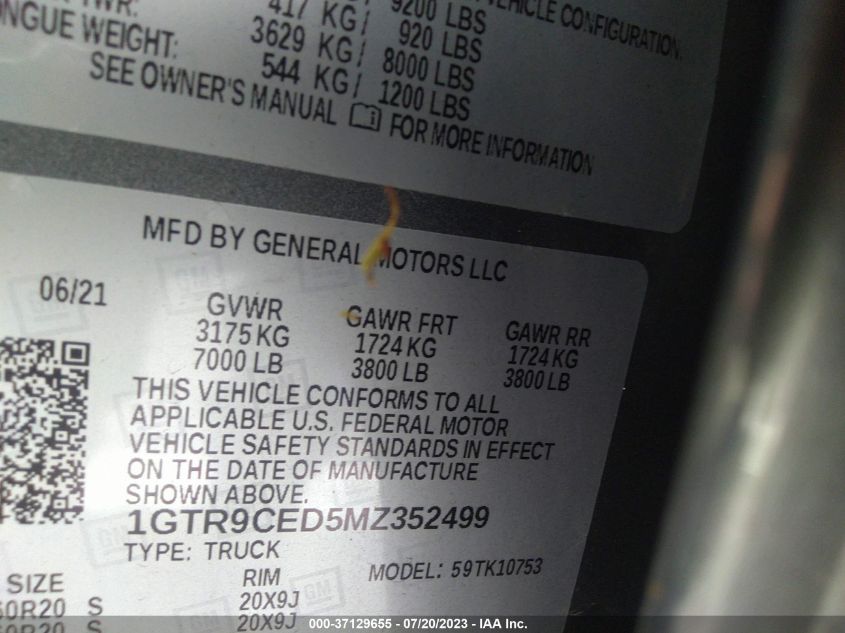 417 KG/ 9200 LBS
TONGUE WEIGHT: 3629 KG/ 920 LBS
544 KG/ 8000 LBS
1200 LBS
VEHICLE CONFIGURATION.
SEE OWNER'S MANUAL FOR MORE INFORMATION
MFD BY GENERAL MOTORS LLC
06/21
GVWR GAWR FRT GAWR RR
3175 KG 1724 KG 1724 KG
7000 LB 3800 LB 3800 LB
THIS VEHICLE CONFORMS TO ALL
APPLICABLE U.S. FEDERAL MOTOR
VEHICLE SAFETY STANDARDS IN EFFECT
ON THE DATE OF MANUFACTURE
SHOWN ABOVE.
1GTR9CED5MZ352499
TYPE: TRUCK MODEL: 59TK10753
SIZE RIM
60R20 S 20X9J
60R20 S 20X9J
000-37129655 - 07/20/2023 - IAA Inc.